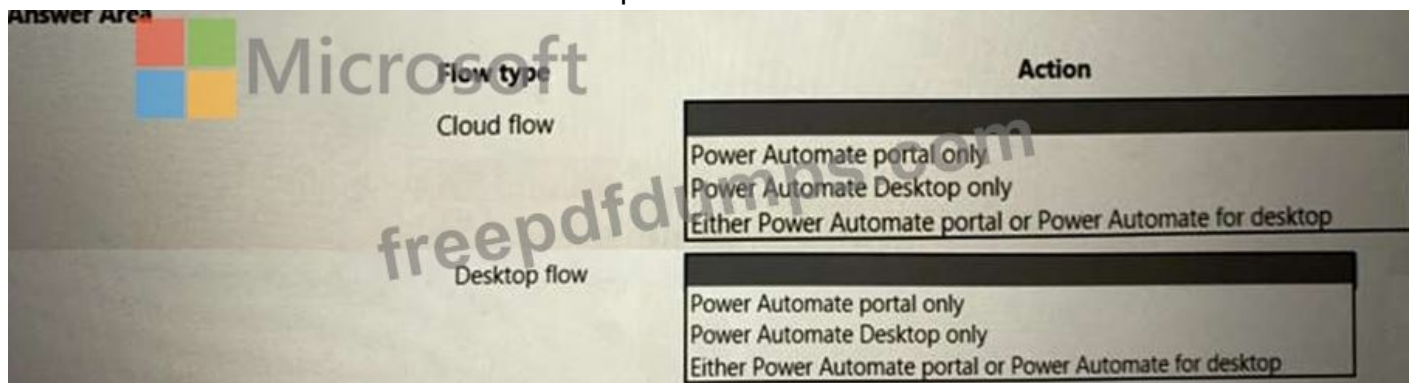 Answer Area
Microsoft
Flow type Action
Cloud flow
Power Automate portal only
Power Automate Desktop only
Either Power Automate portal or Power Automate for desktop
freepdfdumps.com
Desktop flow
Power Automate portal only
Power Automate Desktop only
Either Power Automate portal or Power Automate for desktop